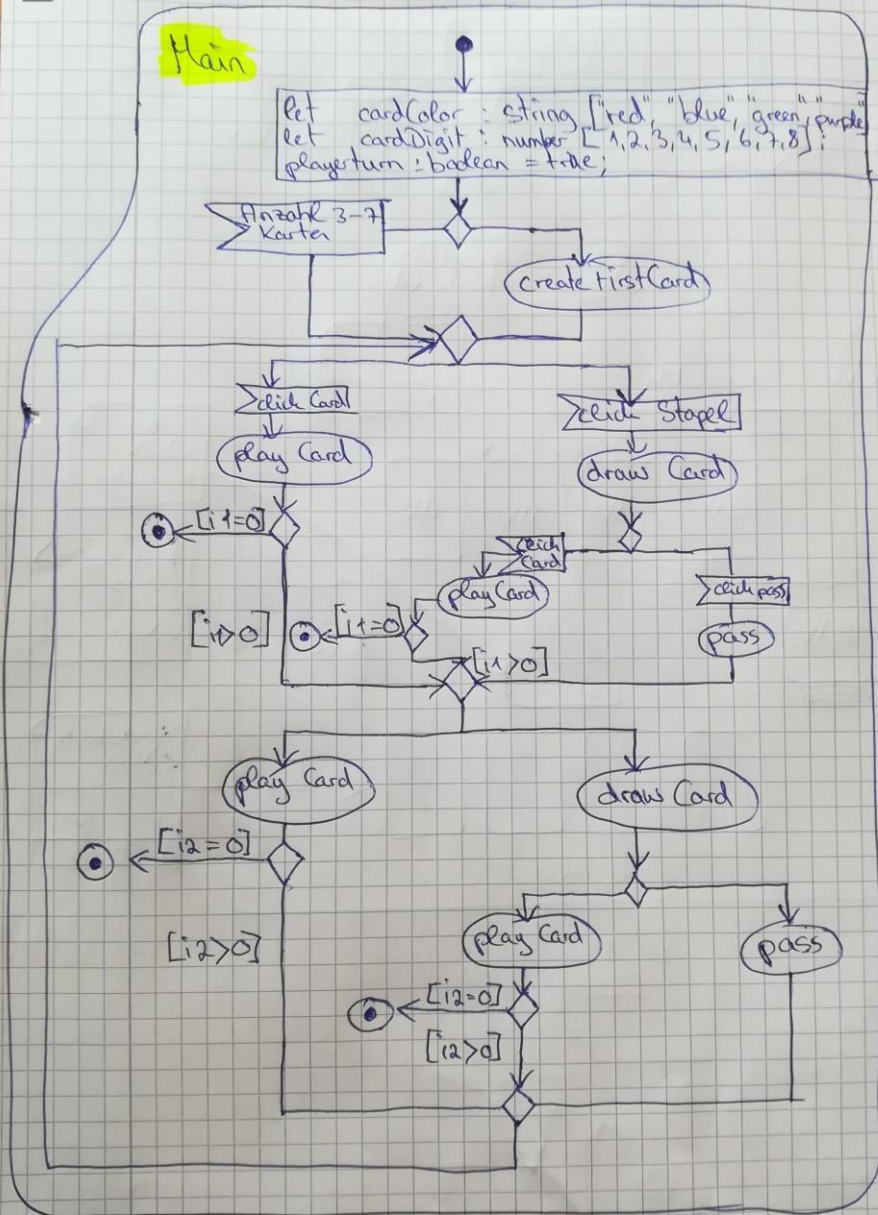 Main
let cardColor : string ["red", "blue", "green", "purple"]
let cardDigit : number [1,2,3,4,5,6,7,8];
playerturn : boolean = true;
Anzahl 3-7
Karten
create FirstCard
click Card
click Stapel
play Card
draw Card
[i1=0]
click
Card
play Card
click pass
[i1>0]
[i1=0]
pass
[i1>0]
play Card
draw Card
[i2=0]
play Card
pass
[i2>0]
[i2=0]
[i2>0]